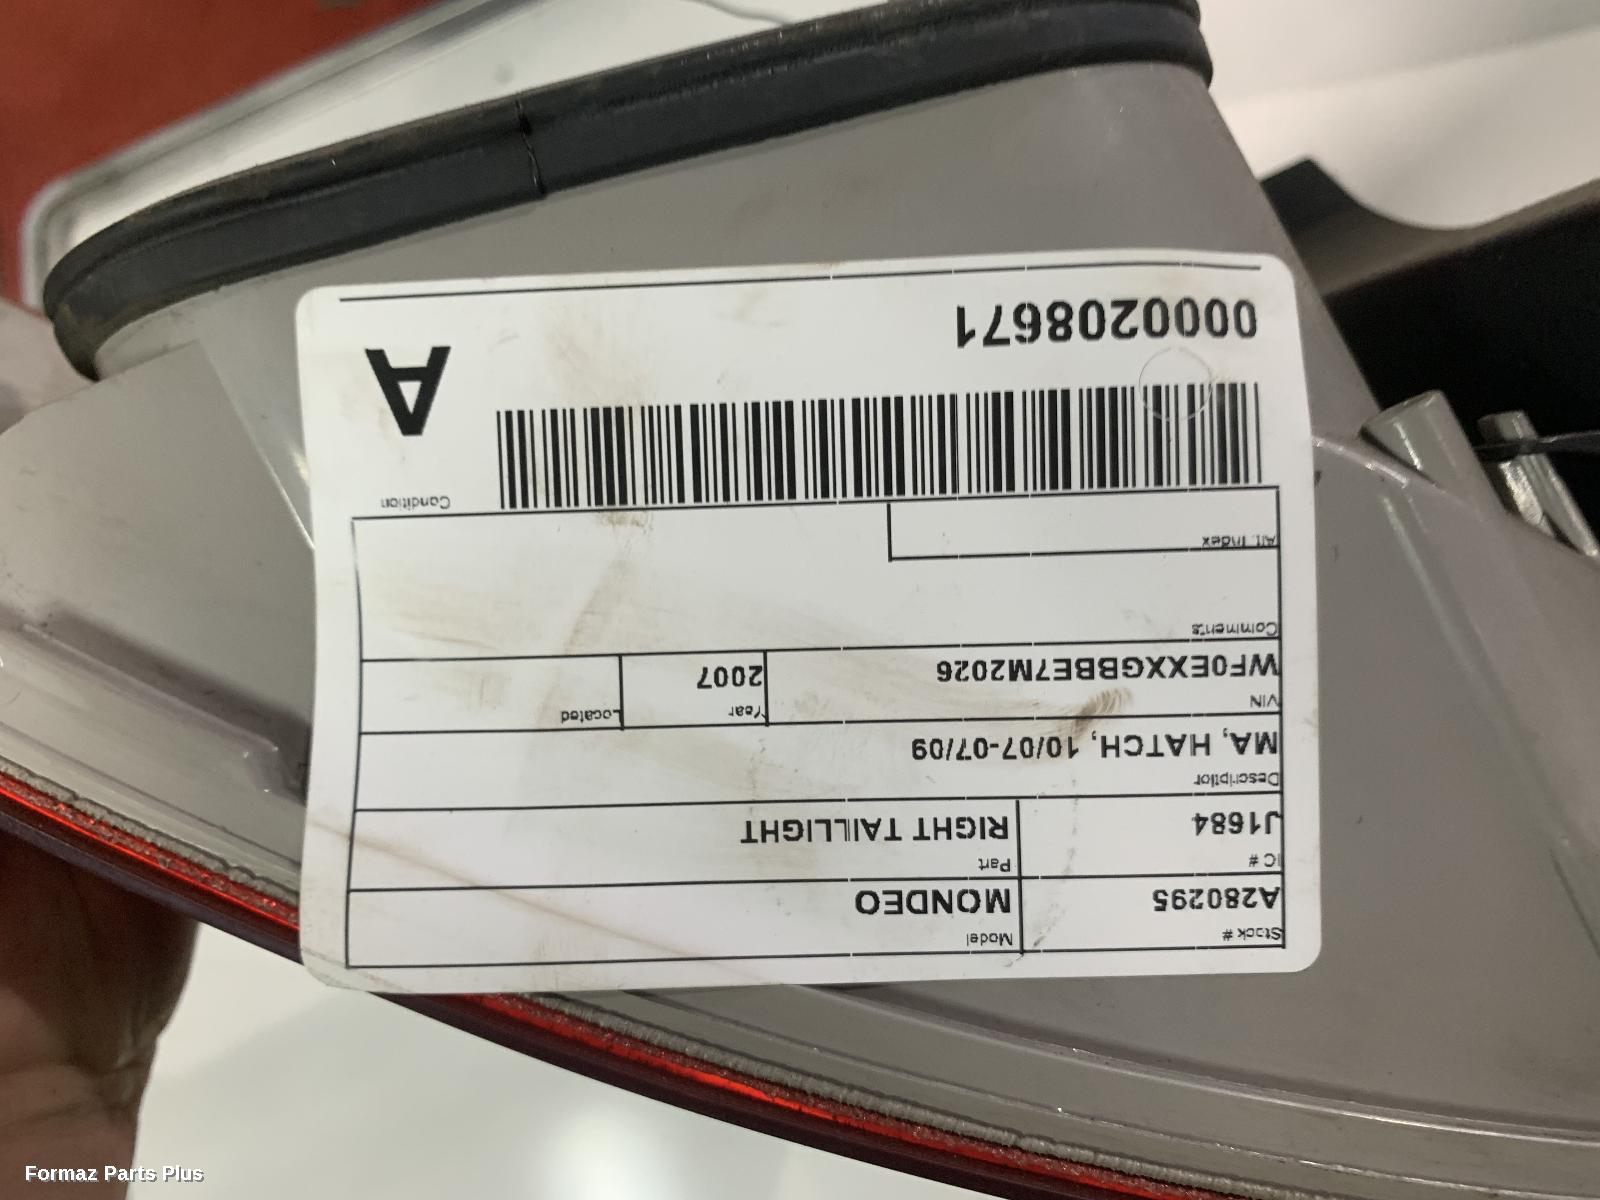 Stock # Model
A280295 MONDEO
IC # Part
J1684 RIGHT TAILLIGHT
Description
MA, HATCH, 10/07-07/09
VIN Year Located
WF0EXXGBBE7M2026 2007
Comments
Alt. Index
Condition
A
0000208671
Formaz Parts Plus